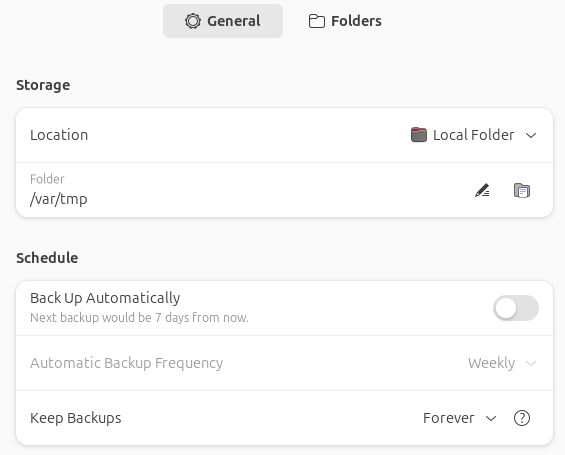 General Folders
Storage
Location Local Folder
Folder
/var/tmp
Schedule
Back Up Automatically
Next backup would be 7 days from now.
Automatic Backup Frequency Weekly
Keep Backups Forever ?